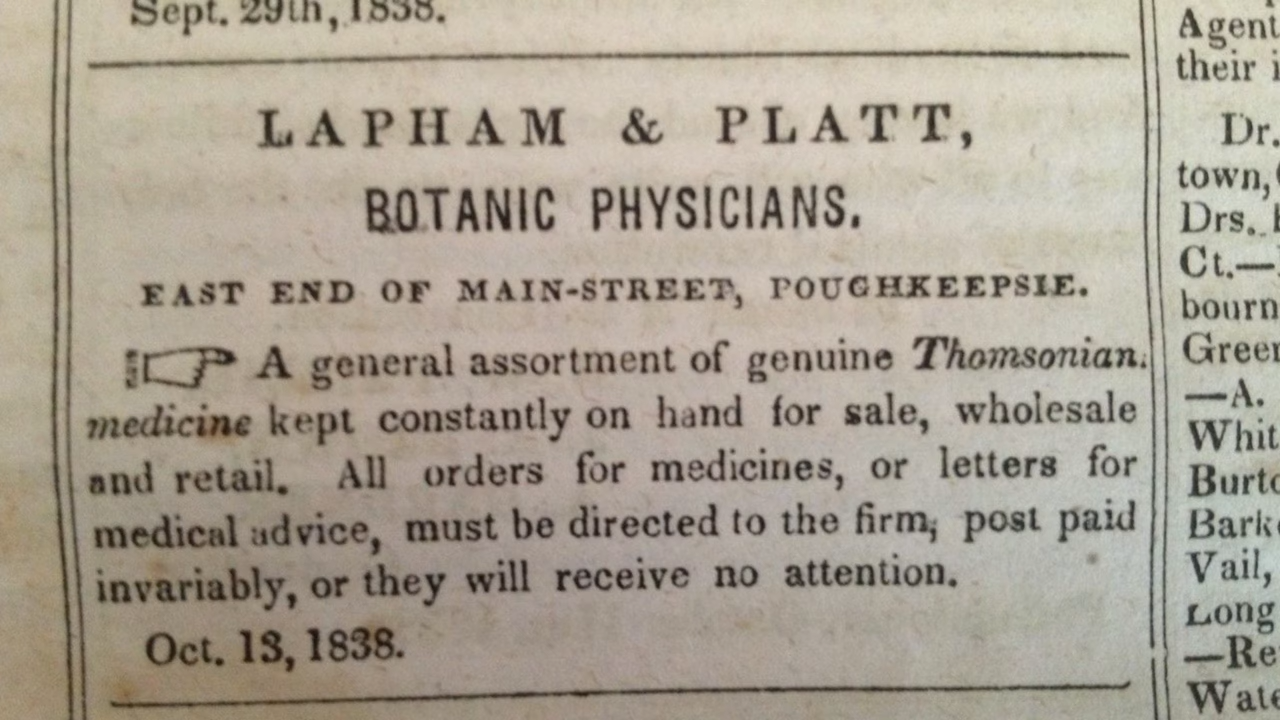 Sept. 29th, 1838.
LAPHAM & PLATT,
BOTANIC PHYSICIANS.
EAST END OF MAIN-STREET, POUGHKEEPSIE.
☞ A general assortment of genuine Thomsonian
medicine kept constantly on hand for sale, wholesale
and retail. All orders for medicines, or letters for
medical advice, must be directed to the firm, post paid
invariably, or they will receive no attention.
Oct. 13, 1838.
Agent
their
Dr.
town,
Drs.
Ct.—
bourn
Green
—A.
Whit
Burto
Bark
Vail,
Long
—Re
Wate